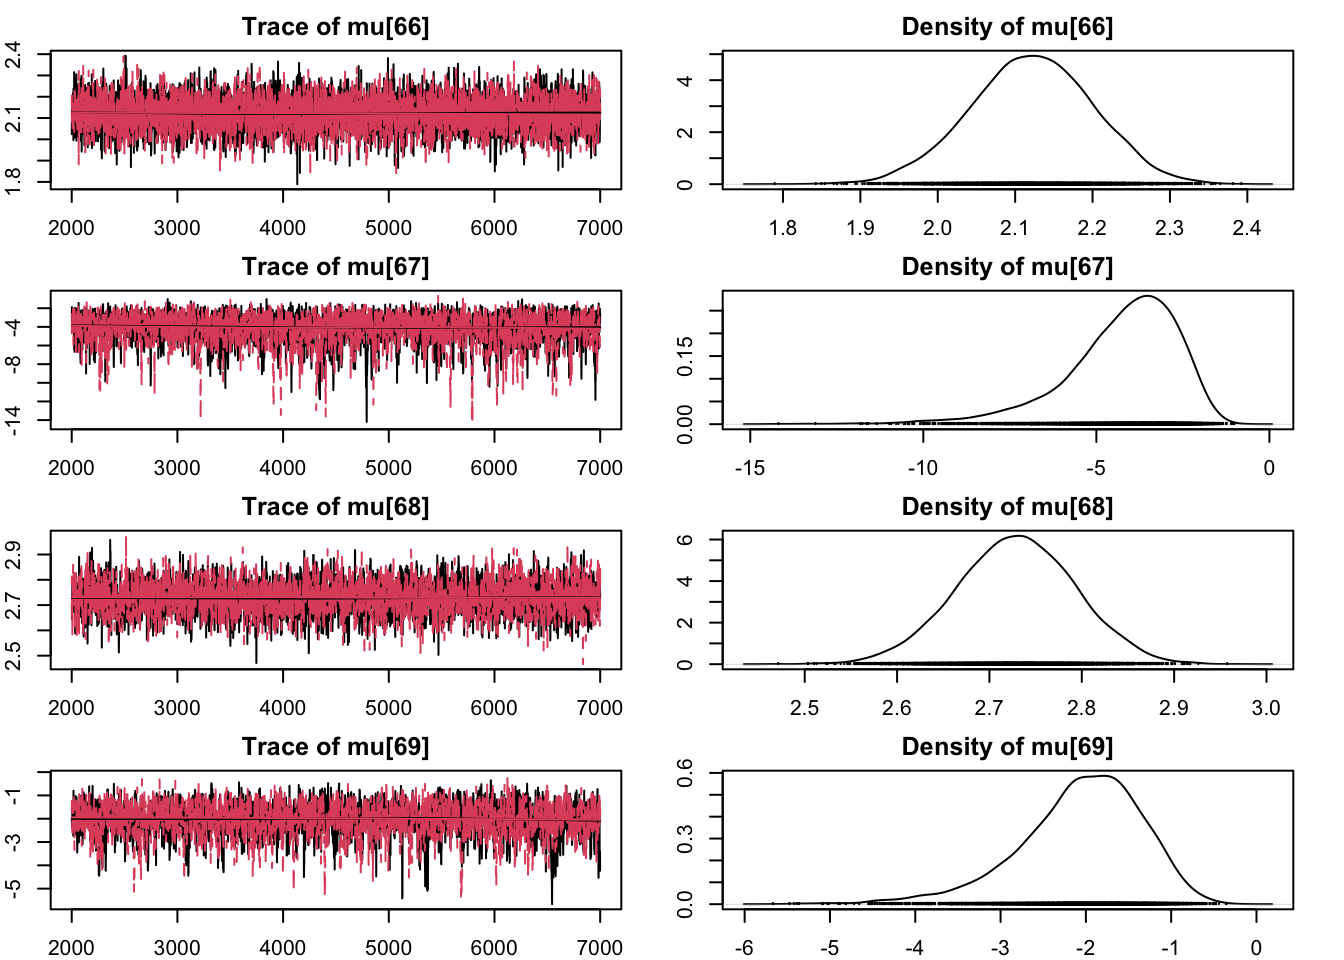 Trace of mu[66]
Density of mu[66]
2.4
2.1
1.8
2000 3000 4000 5000 6000 7000
4
2
0
1.8 1.9 2.0 2.1 2.2 2.3 2.4
Trace of mu[67]
Density of mu[67]
-4
-8
-14
2000 3000 4000 5000 6000 7000
0.15
0.00
-15 -10 -5 0
Trace of mu[68]
Density of mu[68]
2.9
2.7
2.5
2000 3000 4000 5000 6000 7000
6
4
2
0
2.5 2.6 2.7 2.8 2.9 3.0
Trace of mu[69]
Density of mu[69]
-1
-3
-5
2000 3000 4000 5000 6000 7000
0.6
0.3
0.0
-6 -5 -4 -3 -2 -1 0